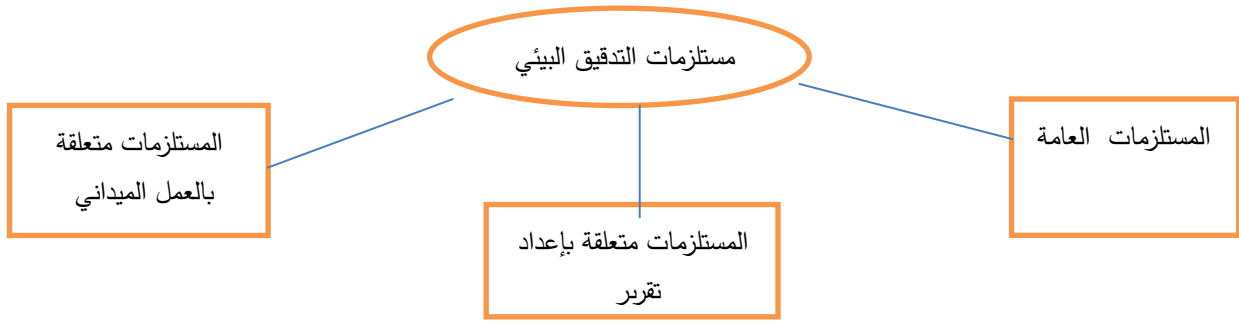 مستلزمات التدقيق البيئي
المستلزمات العامة
المستلزمات متعلقة
بالعمل الميداني
المستلزمات متعلقة بإعداد
تقرير